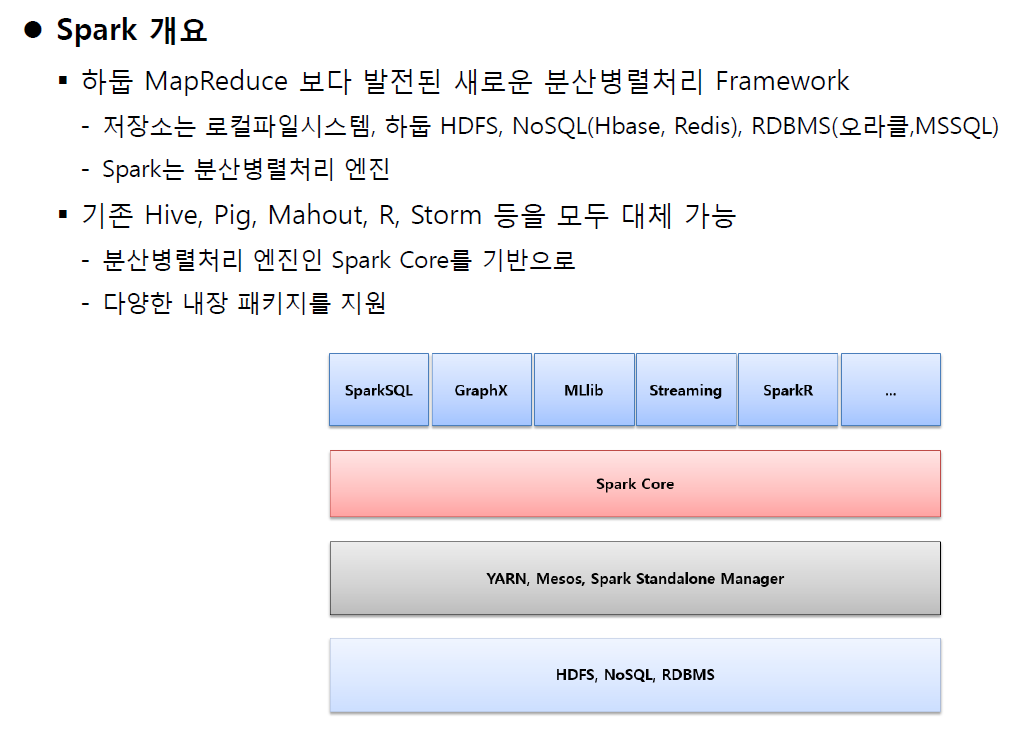 ● Spark 개요
▪ 하둡 MapReduce 보다 발전된 새로운 분산병렬처리 Framework
- 저장소는 로컬파일시스템, 하둡 HDFS, NoSQL(Hbase, Redis), RDBMS(오라클,MSSQL)
- Spark는 분산병렬처리 엔진
▪ 기존 Hive, Pig, Mahout, R, Storm 등을 모두 대체 가능
- 분산병렬처리 엔진인 Spark Core를 기반으로
- 다양한 내장 패키지를 지원
SparkSQL GraphX MLlib Streaming SparkR ...
Spark Core
YARN, Mesos, Spark Standalone Manager
HDFS, NoSQL, RDBMS